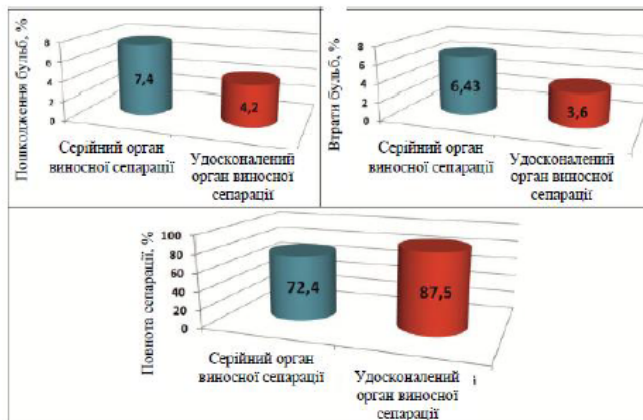 Пошкодження бульб, %
8
6
4
2
0
7,4
4,2
Серійний орган
виносної сепарації
Удосконалений
орган виносної
сепарації
Втрати бульб, %
8
6
4
2
0
6,43
3,6
Серійний орган
виносної сепарації
Удосконалений
орган виносної
сепарації
Повнота сепарації, %
100
80
60
40
20
0
72,4
87,5
Серійний орган
виносної сепарації
Удосконалений
орган виносної
сепарації
і